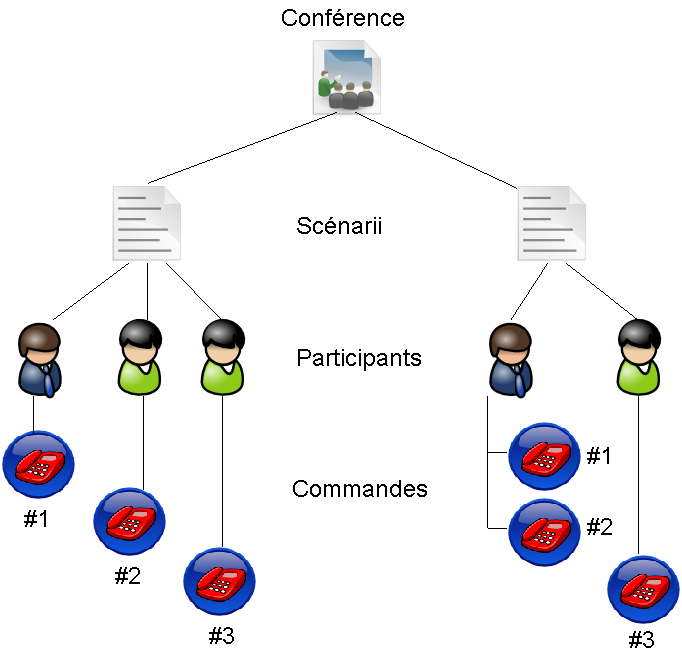 Conférence
Scénarii
Participants
Commandes
#1
#2
#3
#1
#2
#3